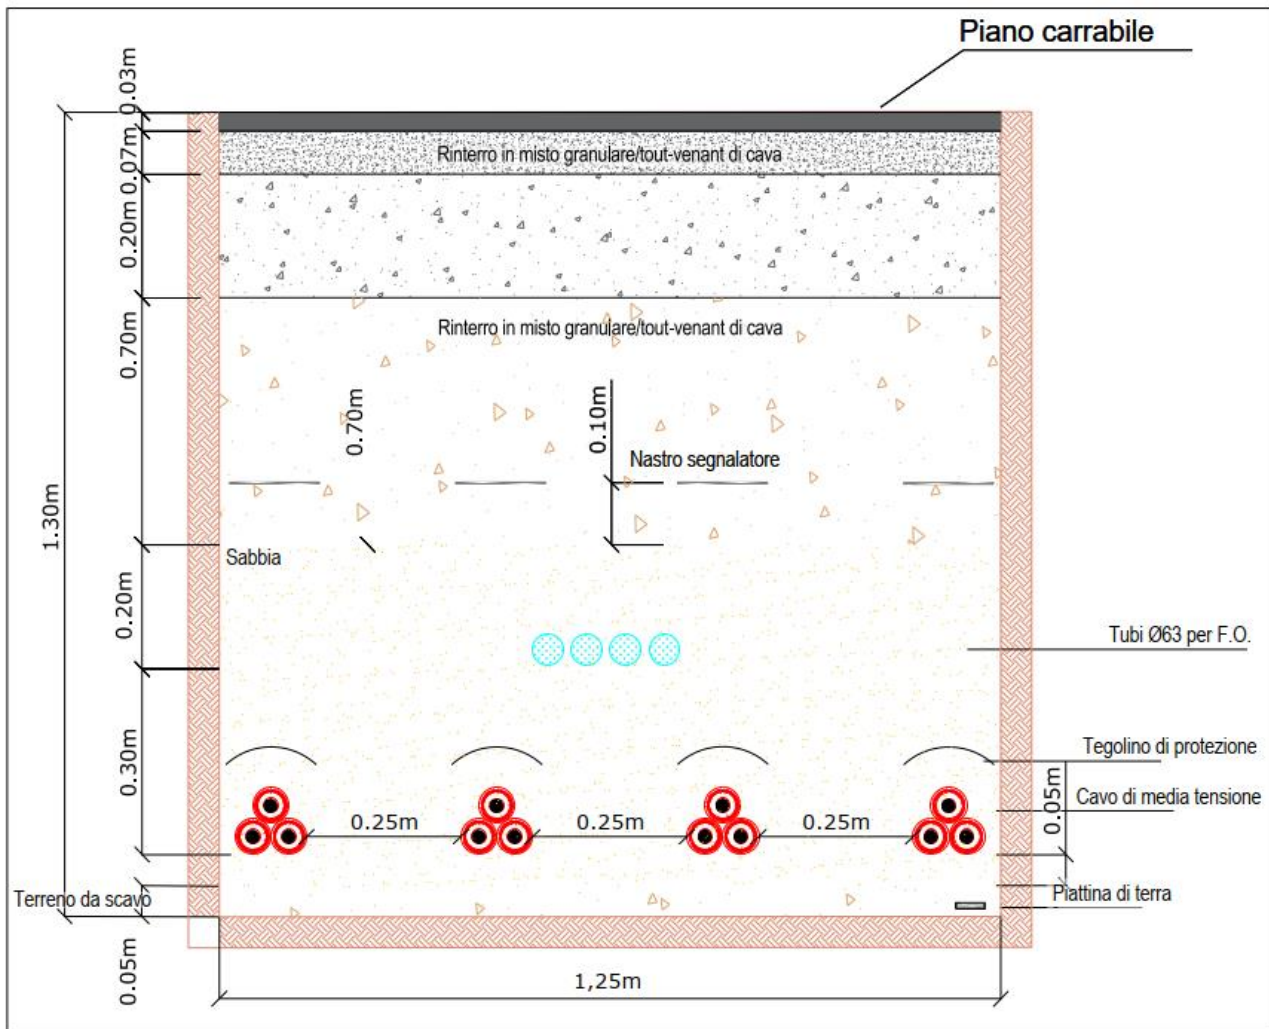 Piano carrabile
0.03m
Rinterro in misto granulare/tout-venant di cava
0.07m
0.20m
Rinterro in misto granulare/tout-venant di cava
0.70m
0.70m
0.10m
Nastro segnalatore
1.30m
Sabbia
0.20m
Tubi Ø63 per F.O.
Tegolino di protezione
0.30m
Cavo di media tensione
0.05m
0.25m
0.25m
0.25m
Terreno da scavo
Piattina di terra
0.05m
1,25m